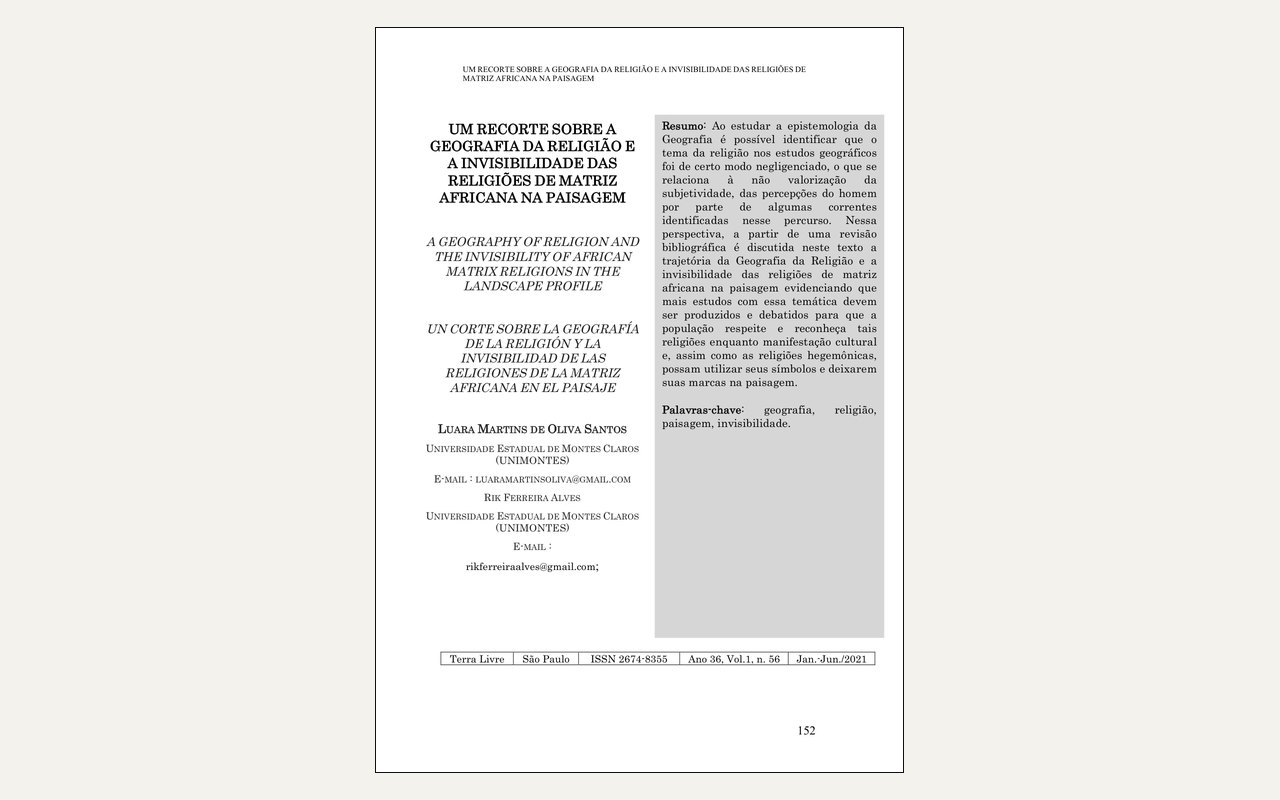 UM RECORTE SOBRE A GEOGRAFIA DA RELIGIÃO E A INVISIBILIDADE DAS RELIGIÕES DE
MATRIZ AFRICANA NA PAISAGEM
UM RECORTE SOBRE A
GEOGRAFIA DA RELIGIÃO E
A INVISIBILIDADE DAS
RELIGIÕES DE MATRIZ
AFRICANA NA PAISAGEM
A GEOGRAPHY OF RELIGION AND
THE INVISIBILITY OF AFRICAN
MATRIX RELIGIONS IN THE
LANDSCAPE PROFILE
UN CORTE SOBRE LA GEOGRAFÍA
DE LA RELIGIÓN Y LA
INVISIBILIDAD DE LAS
RELIGIONES DE LA MATRIZ
AFRICANA EN EL PAISAJE
LUARA MARTINS DE OLIVA SANTOS
UNIVERSIDADE ESTADUAL DE MONTES CLAROS
(UNIMONTES)
E-MAIL : LUARAMARTINSOLIVA@GMAIL.COM
RIK FERREIRA ALVES
UNIVERSIDADE ESTADUAL DE MONTES CLAROS
(UNIMONTES)
E-MAIL :
rikferreiraalves@gmail.com;
Resumo: Ao estudar a epistemologia da
Geografia é possível identificar que o
tema da religião nos estudos geográficos
foi de certo modo negligenciado, o que se
relaciona à não valorização da
subjetividade, das percepções do homem
por parte de algumas correntes
identificadas nesse percurso. Nessa
perspectiva, a partir de uma revisão
bibliográfica é discutida neste texto a
trajetória da Geografia da Religião e a
invisibilidade das religiões de matriz
africana na paisagem evidenciando que
mais estudos com essa temática devem
ser produzidos e debatidos para que a
população respeite e reconheça tais
religiões enquanto manifestação cultural
e, assim como as religiões hegemônicas,
possam utilizar seus símbolos e deixarem
suas marcas na paisagem.
Palavras-chave: geografia, religião,
paisagem, invisibilidade.
Terra Livre São Paulo ISSN 2674-8355 Ano 36, Vol.1, n. 56 Jan.-Jun./2021
152